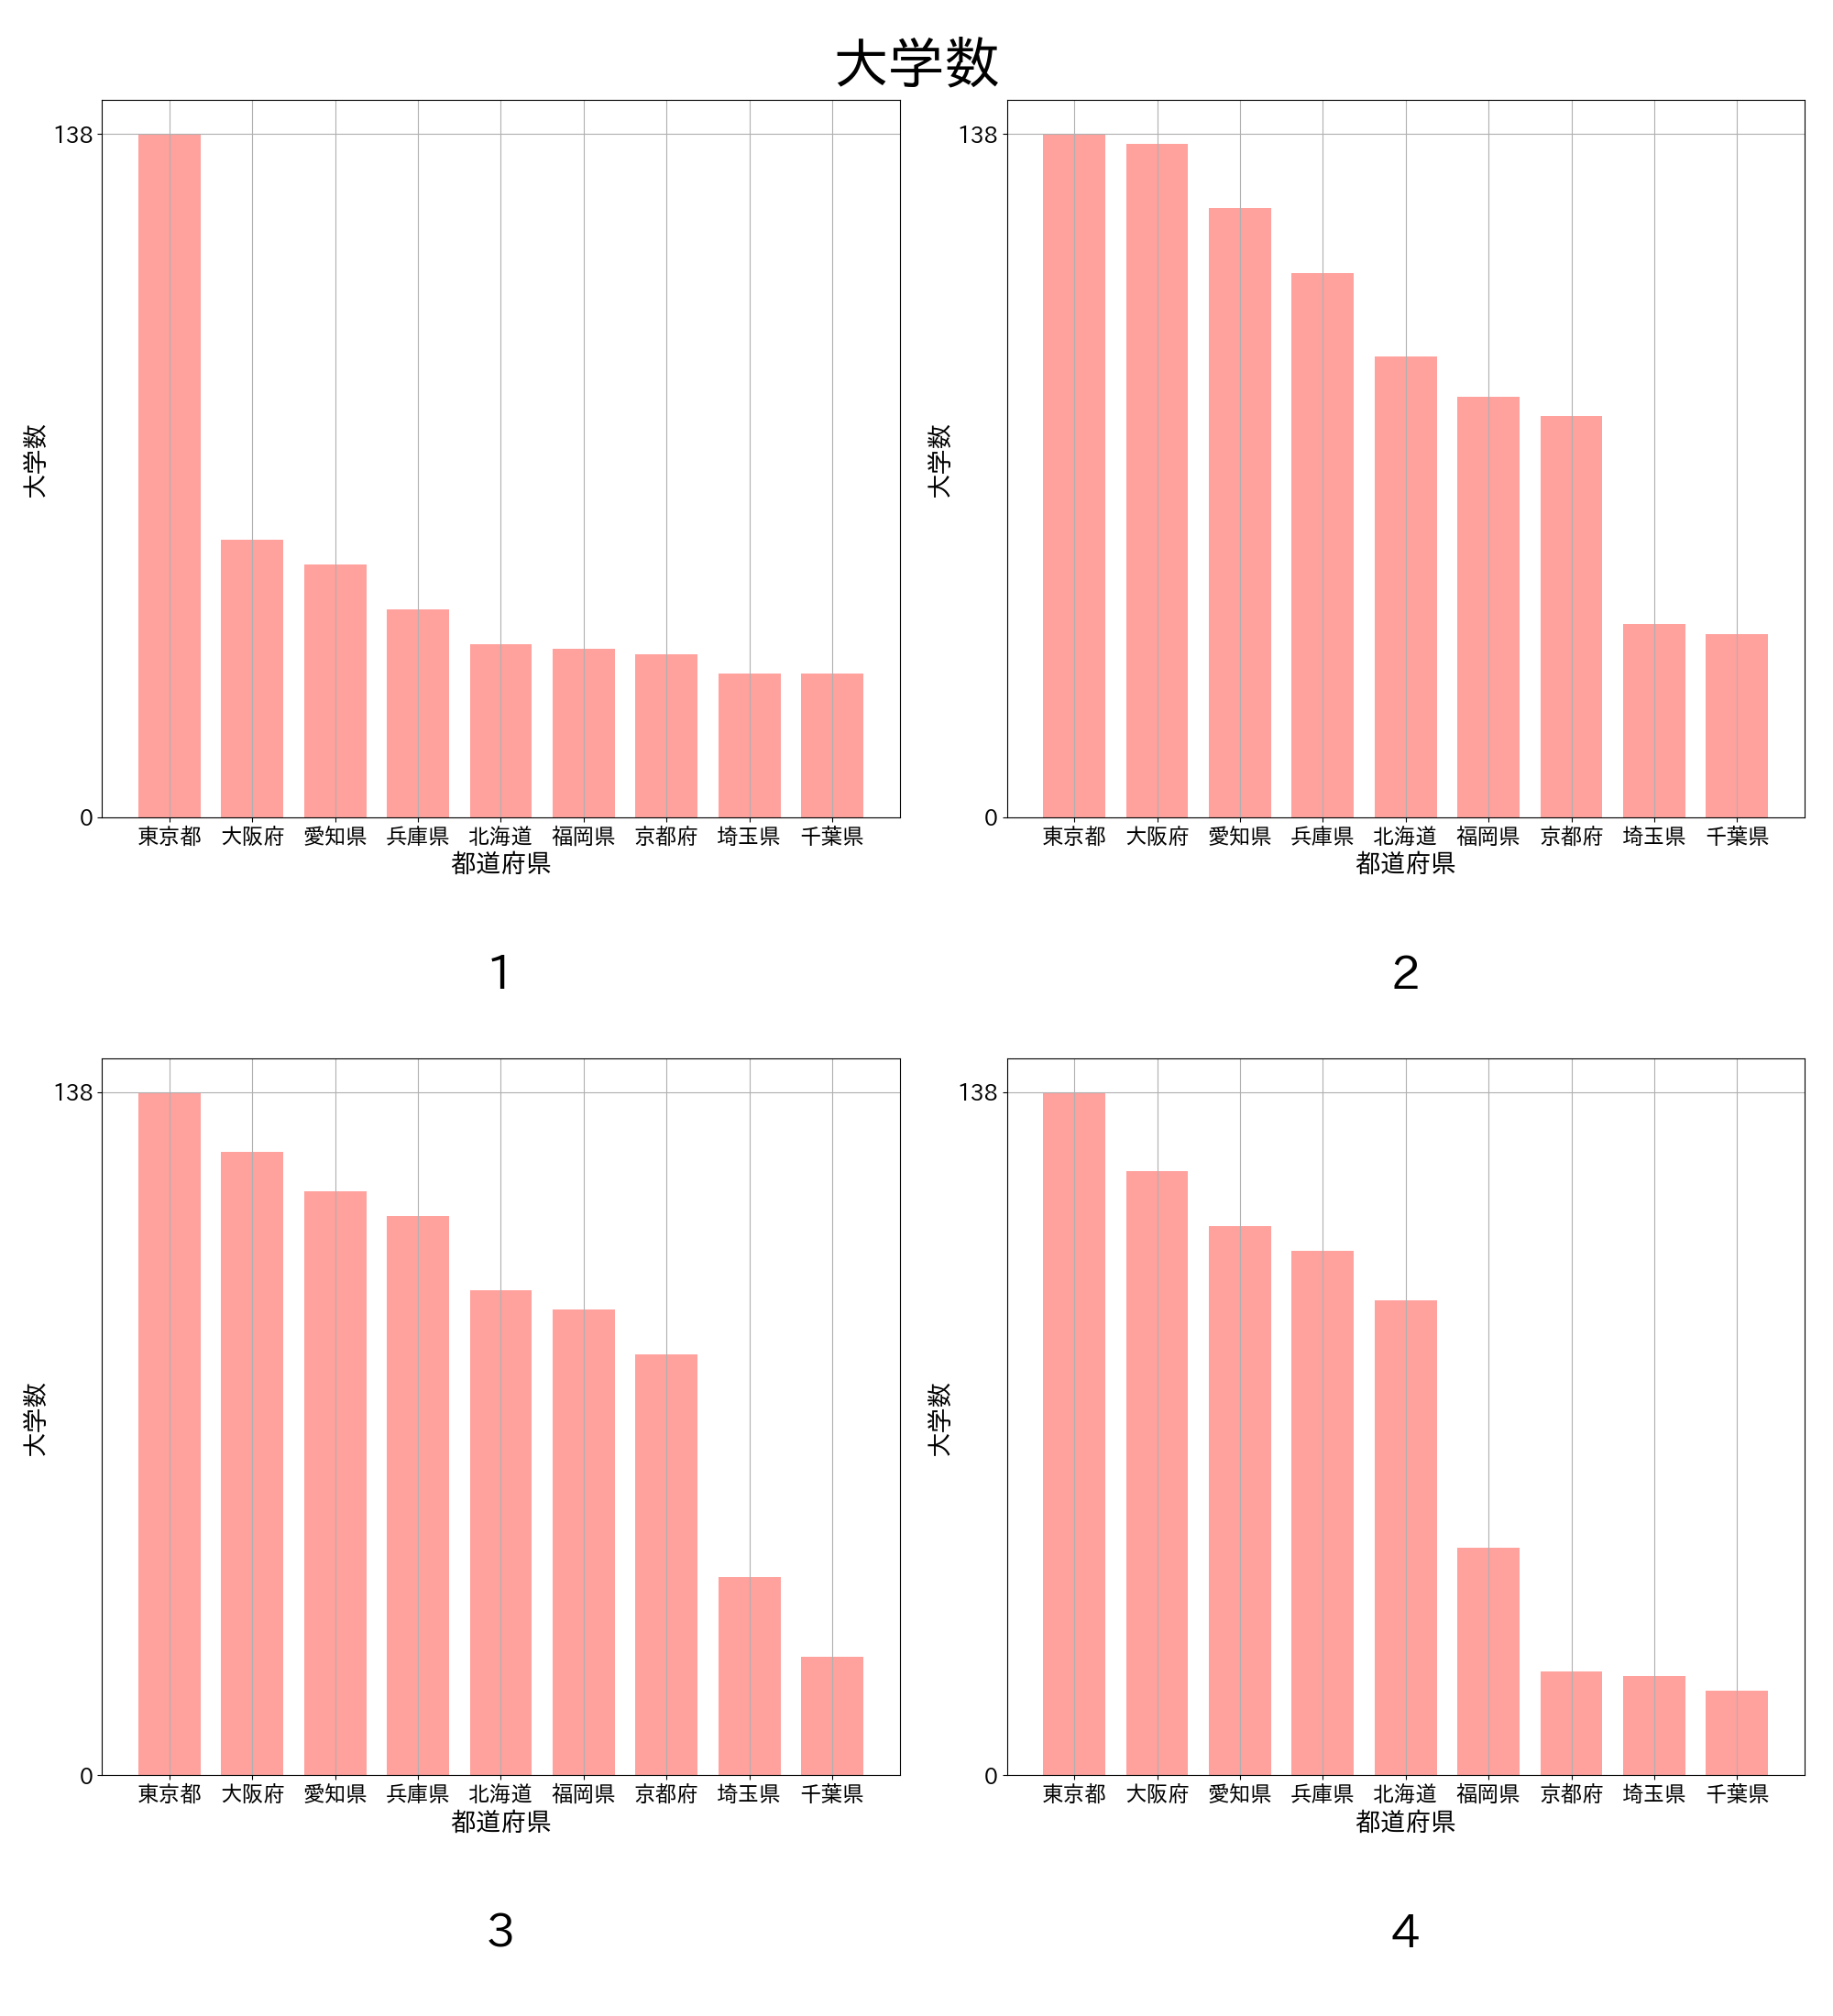 大学数
138
0
大学数
東京都 大阪府 愛知県 兵庫県 北海道 福岡県 京都府 埼玉県 千葉県
都道府県
1
138
0
大学数
東京都 大阪府 愛知県 兵庫県 北海道 福岡県 京都府 埼玉県 千葉県
都道府県
2
138
0
大学数
東京都 大阪府 愛知県 兵庫県 北海道 福岡県 京都府 埼玉県 千葉県
都道府県
3
138
0
大学数
東京都 大阪府 愛知県 兵庫県 北海道 福岡県 京都府 埼玉県 千葉県
都道府県
4